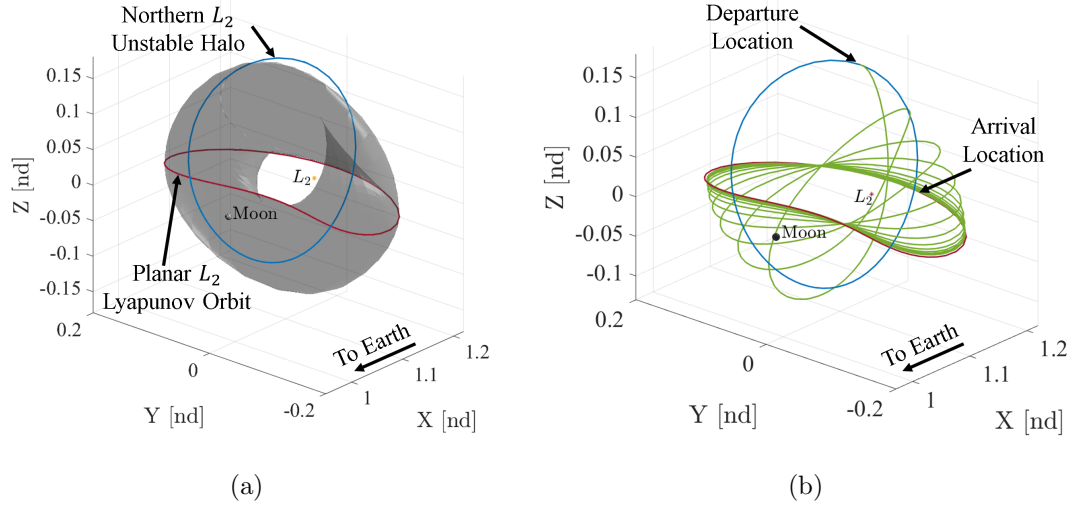 Northern L₂
Unstable Halo
0.15
0.1
0.05
0
-0.05
-0.1
-0.15
Z [nd]
L₂
Moon
Planar L₂
Lyapunov Orbit
To Earth
0.2
0
-0.2
Y [nd]
1
1.1
1.2
X [nd]
(a)
Departure
Location
Arrival
Location
0.15
0.1
0.05
0
-0.05
-0.1
Z [nd]
L₂
Moon
To Earth
0.2
0
-0.2
Y [nd]
1
1.1
1.2
X [nd]
(b)